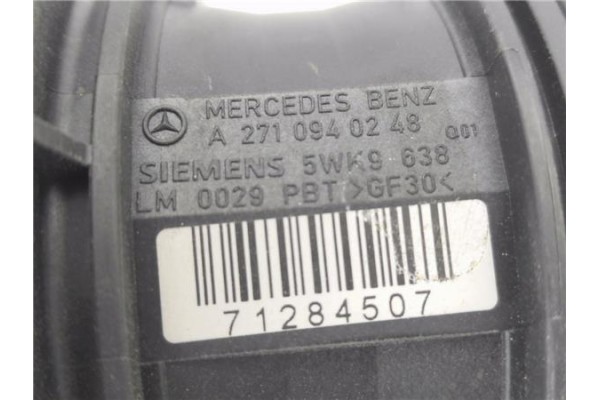 MERCEDES BENZ
A 271 094 02 48 Q01
SIEMENS 5WK9 638
LM 0029 PBT >GF30<
71284507